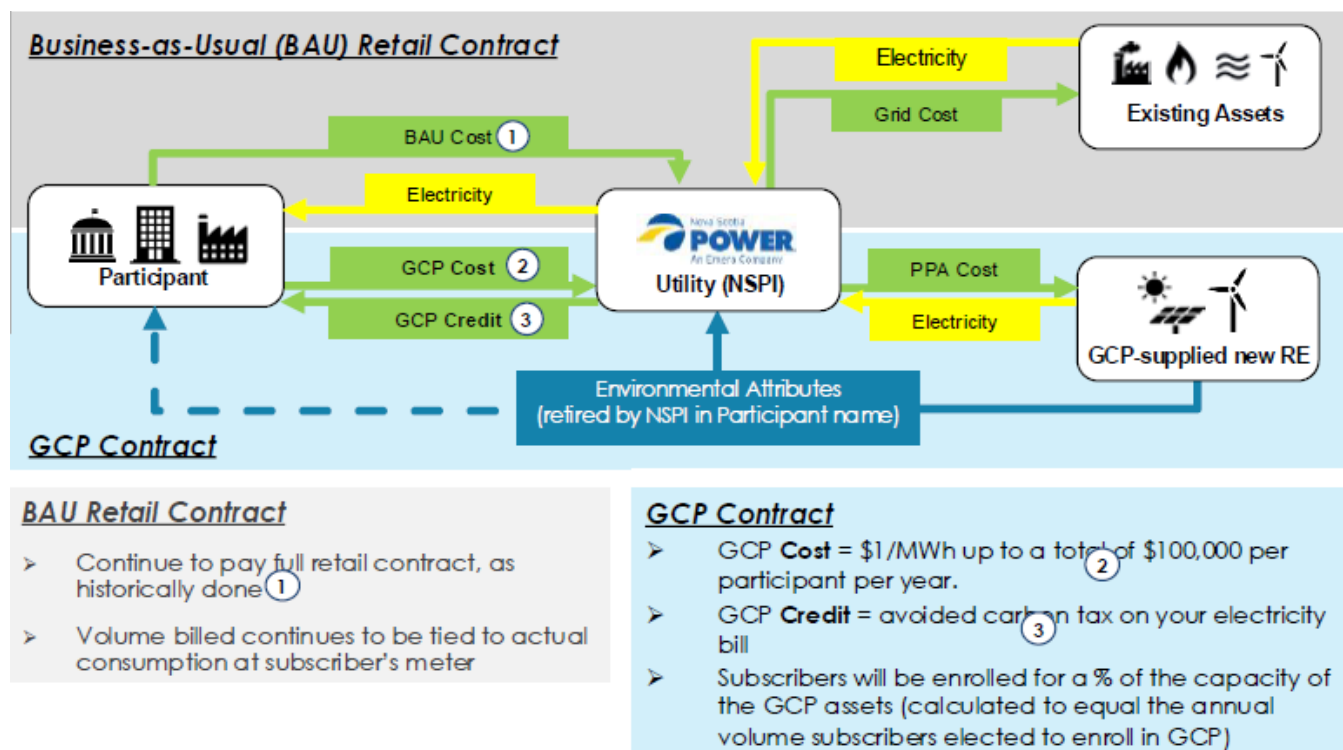 Business-as-Usual (BAU) Retail Contract
Electricity
Grid Cost
Existing Assets
BAU Cost 1
Electricity
Participant
Nova Scotia
POWER
An Emera Company
Utility (NSPI)
GCP Cost 2
GCP Credit 3
PPA Cost
Electricity
GCP-supplied new RE
Environmental Attributes
(retired by NSPI in Participant name)
GCP Contract
BAU Retail Contract
➢ Continue to pay full retail contract, as
historically done 1
➢ Volume billed continues to be tied to actual
consumption at subscriber's meter
GCP Contract
➢ GCP Cost = $1/MWh up to a total of $100,000 per
2
participant per year.
➢ GCP Credit = avoided carbon tax on your electricity
3
bill
➢ Subscribers will be enrolled for a % of the capacity of
the GCP assets (calculated to equal the annual
volume subscribers elected to enroll in GCP)